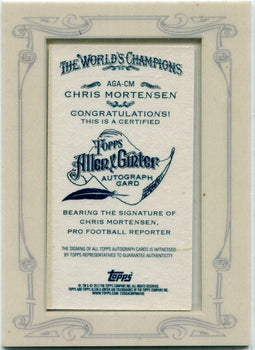 THE WORLD'S CHAMPIONS
AGA-CM
CHRIS MORTENSEN
CONGRATULATIONS!
THIS IS A CERTIFIED
TOPPS
Allen & Ginter
AUTOGRAPH
CARD
BEARING THE SIGNATURE OF
CHRIS MORTENSEN,
PRO FOOTBALL REPORTER
THE SIGNING OF ALL TOPPS AUTOGRAPH CARDS IS WITNESSED
BY TOPPS REPRESENTATIVES TO GUARANTEE AUTHENTICITY.
Topps